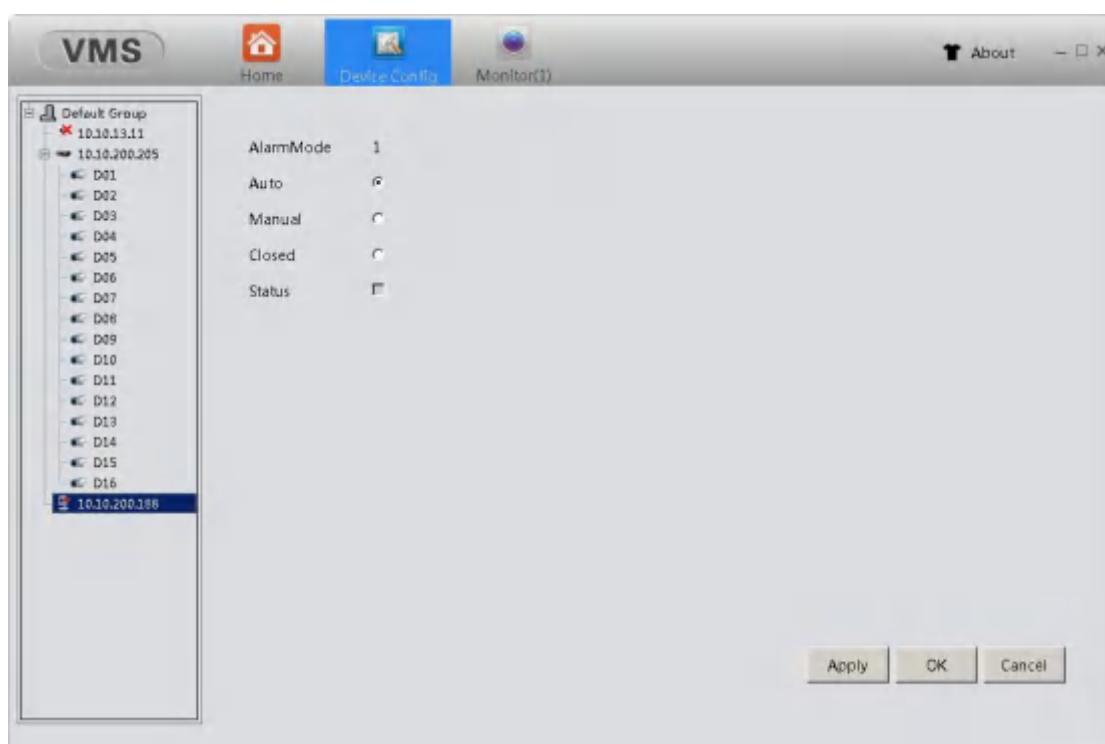 VMS
Home
Device Config
Monitor(1)
About
Default Group
10.10.13.11
10.10.200.205
D01
D02
D03
D04
D05
D06
D07
D08
D09
D10
D11
D12
D13
D14
D15
D16
10.10.200.188
AlarmMode 1
Auto
Manual
Closed
Status
Apply OK Cancel